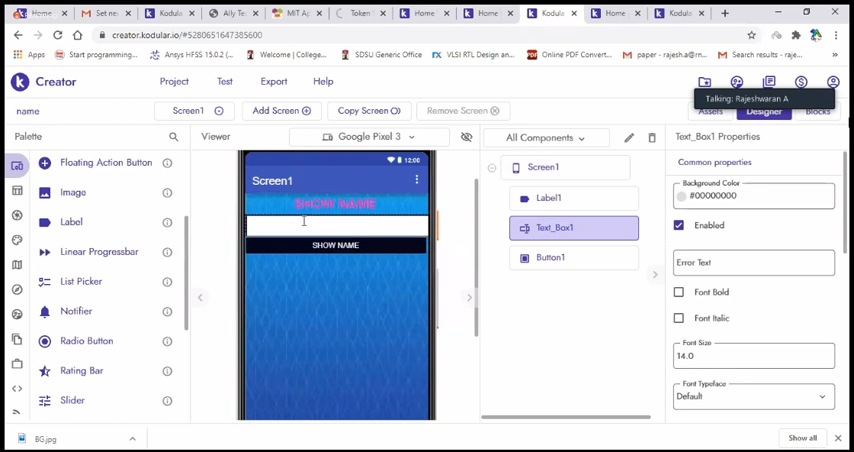 Home
Set new
Kodular
Ally Te
MIT Ap
Token
Home
Home
Kodula
Home
Kodula
creator.kodular.io/#5280651647385600
Apps
Start programming...
Ansys HFSS 15.0.2 (...
Welcome | College...
SDSU Generic Office
VLSI RTL Design an...
Online PDF Convert...
paper - rajesh.a@rn...
Search results - raje...
Creator
Project
Test
Export
Help
Talking: Rajeshwaran A
name
Screen1
Add Screen
Copy Screen
Remove Screen
Assets
Designer
Blocks
Palette
Viewer
Google Pixel 3
All Components
Text_Box1 Properties
Floating Action Button
Image
Label
Linear Progressbar
List Picker
Notifier
Radio Button
Rating Bar
Slider
12:00
Screen1
SHOW NAME
SHOW NAME
Screen1
Label1
Text_Box1
Button1
Common properties
Background Color
#00000000
Enabled
Error Text
Font Bold
Font Italic
Font Size
14.0
Font Typeface
Default
BG.jpg
Show all